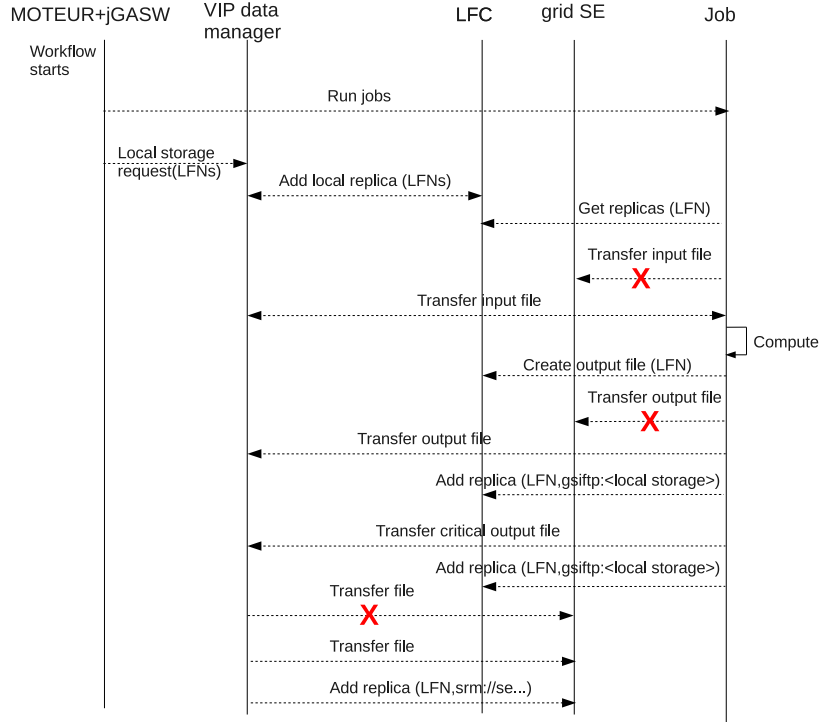 MOTEUR+jGASW
VIP data
manager
LFC
grid SE
Job
Workflow
starts
Run jobs
Local storage
request(LFNs)
Add local replica (LFNs)
Get replicas (LFN)
Transfer input file
X
Transfer input file
Compute
Create output file (LFN)
Transfer output file
X
Transfer output file
Add replica (LFN,gsiftp:<local storage>)
Transfer critical output file
Add replica (LFN,gsiftp:<local storage>)
Transfer file
X
Transfer file
Add replica (LFN,srm://se...)